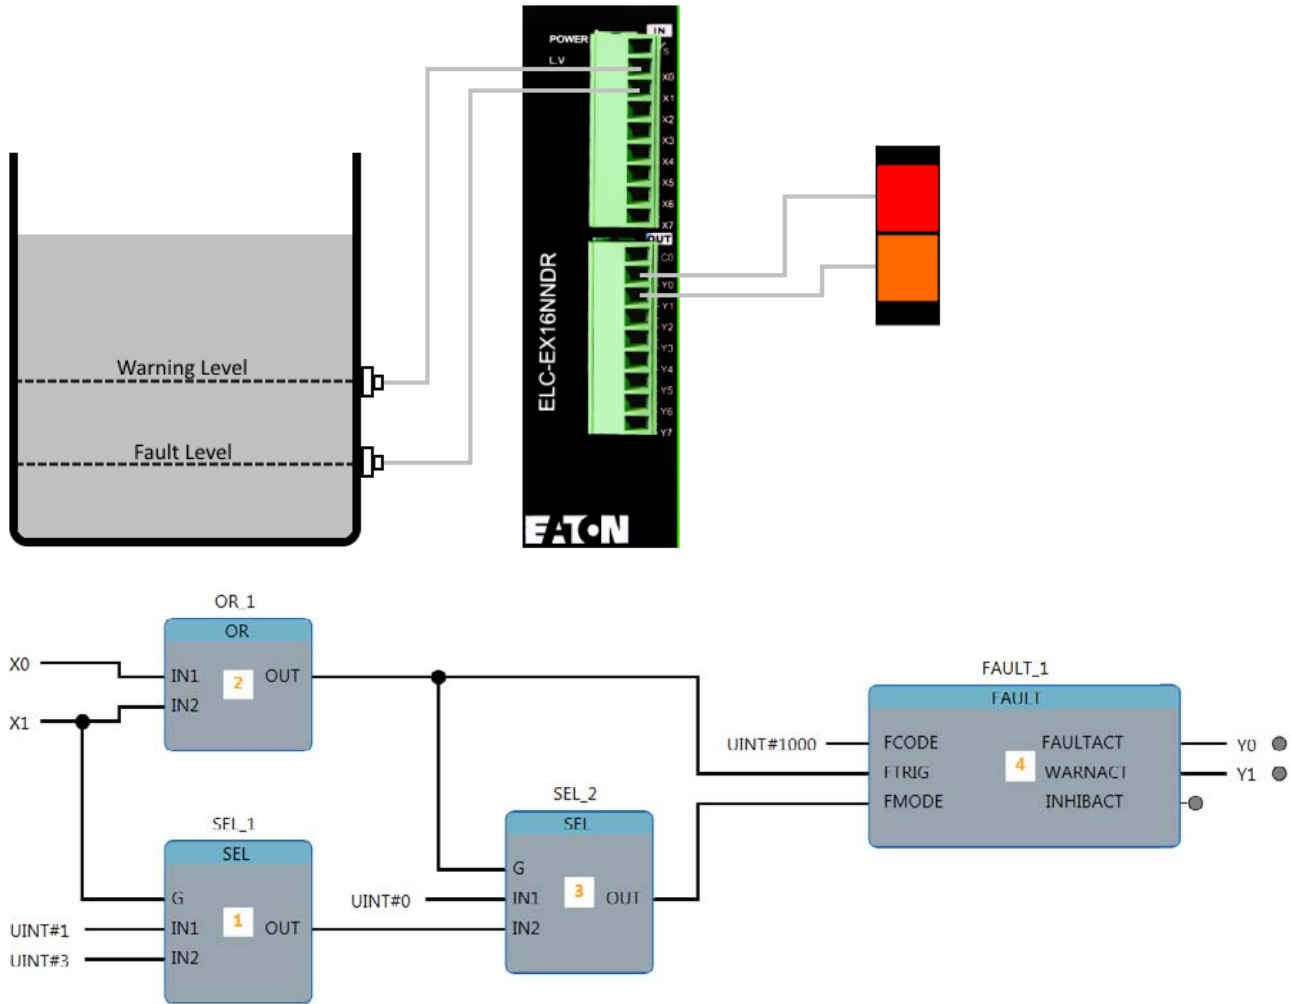 POWER
L.V
IN
S
X0
X1
X2
X3
X4
X5
X6
X7
OUT
C0
Y0
Y1
Y2
Y3
Y4
Y5
Y6
Y7
ELC-EX16NNDR
EATON
Warning Level
Fault Level
OR_1
OR
X0
IN1
2
OUT
X1
IN2
SEL_1
SEL
G
UINT#1
IN1
1
OUT
UINT#3
IN2
SEL_2
SEL
G
UINT#0
IN1
3
OUT
IN2
FAULT_1
FAULT
UINT#1000
FCODE
FAULTACT
Y0
FTRIG
4
WARNACT
Y1
FMODE
INHIBACT